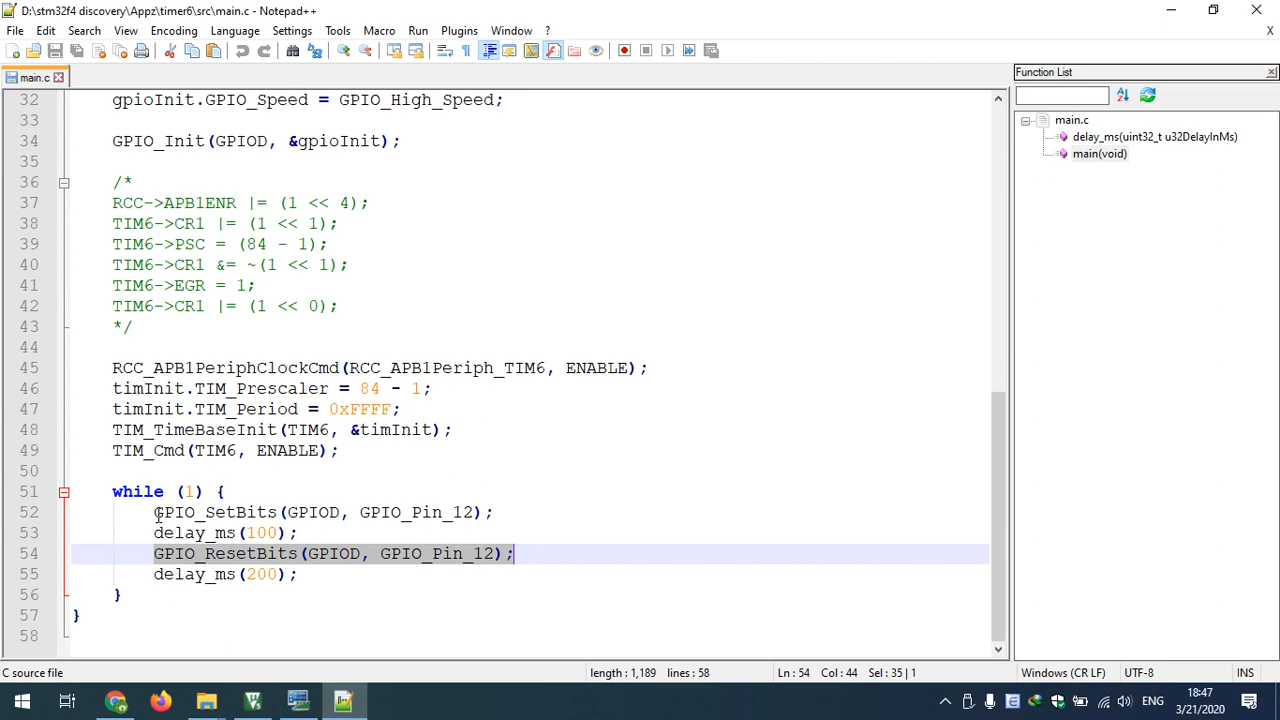 D:\stm32f4 discovery\Appz\timer6\src\main.c - Notepad++
File Edit Search View Encoding Language Settings Tools Macro Run Plugins Window ? X
main.c
Function List
main.c
delay_ms(uint32_t u32DelayInMs)
main(void)
32 gpioInit.GPIO_Speed = GPIO_High_Speed;
33
34 GPIO_Init(GPIOD, &gpioInit);
35
36 /*
37 RCC->APB1ENR |= (1 << 4);
38 TIM6->CR1 |= (1 << 1);
39 TIM6->PSC = (84 - 1);
40 TIM6->CR1 &= ~(1 << 1);
41 TIM6->EGR = 1;
42 TIM6->CR1 |= (1 << 0);
43 */
44
45 RCC_APB1PeriphClockCmd(RCC_APB1Periph_TIM6, ENABLE);
46 timInit.TIM_Prescaler = 84 - 1;
47 timInit.TIM_Period = 0xFFFF;
48 TIM_TimeBaseInit(TIM6, &timInit);
49 TIM_Cmd(TIM6, ENABLE);
50
51 while (1) {
52 GPIO_SetBits(GPIOD, GPIO_Pin_12);
53 delay_ms(100);
54 GPIO_ResetBits(GPIOD, GPIO_Pin_12);
55 delay_ms(200);
56 }
57 }
58
C source file length : 1,189 lines : 58 Ln : 54 Col : 44 Sel : 35 | 1 Windows (CR LF) UTF-8 INS
ENG
18:47
3/21/2020